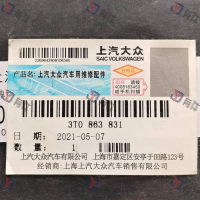 上汽大众
SAIC VOLKSWAGEN
产品名: 上汽大众汽车用维修配件
3T0 863 831
日 期: 2021-05-07
数 量: 1
上汽大众汽车有限公司 上海市嘉定区安亭于田路123号
经销商: 上海上汽大众汽车销售有限公司